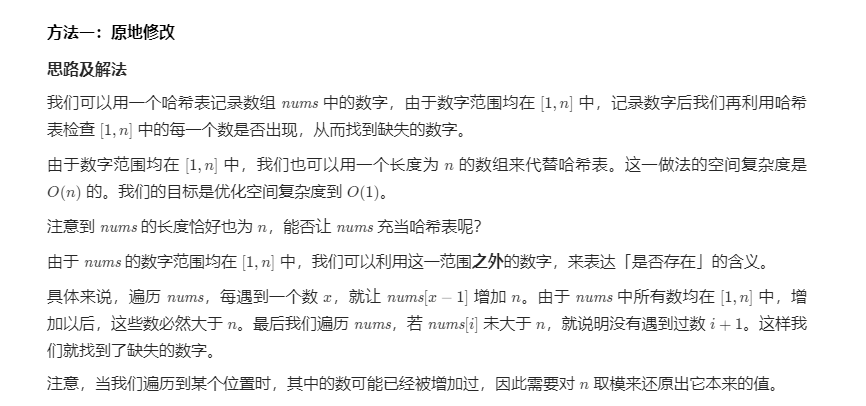 方法一：原地修改
思路及解法
我们可以用一个哈希表记录数组 nums 中的数字，由于数字范围均在 [1, n] 中，记录数字后我们再利用哈希
表检查 [1, n] 中的每一个数是否出现，从而找到缺失的数字。
由于数字范围均在 [1, n] 中，我们也可以用一个长度为 n 的数组来代替哈希表。这一做法的空间复杂度是
O(n) 的。我们的目标是优化空间复杂度到 O(1)。
注意到 nums 的长度恰好也为 n，能否让 nums 充当哈希表呢？
由于 nums 的数字范围均在 [1, n] 中，我们可以利用这一范围之外的数字，来表达「是否存在」的含义。
具体来说，遍历 nums，每遇到一个数 x，就让 nums[x − 1] 增加 n。由于 nums 中所有数均在 [1, n] 中，增
加以后，这些数必然大于 n。最后我们遍历 nums，若 nums[i] 未大于 n，就说明没有遇到过数 i + 1。这样我
们就找到了缺失的数字。
注意，当我们遍历到某个位置时，其中的数可能已经被增加过，因此需要对 n 取模来还原出它本来的值。